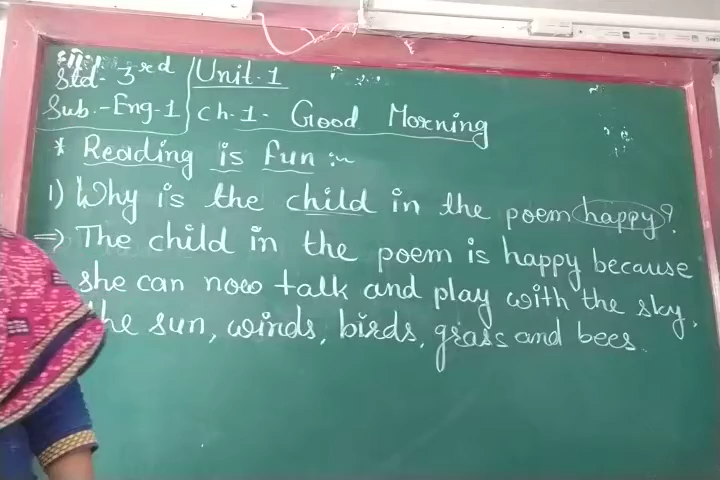 Std- 3rd
Sub.-Eng-1
Unit-1
Ch.1- Good Morning
* Reading is fun :~
1) Why is the child in the poem happy?
⇒ The child in the poem is happy because
she can now talk and play with the sky,
the sun, winds, birds, grass and bees.